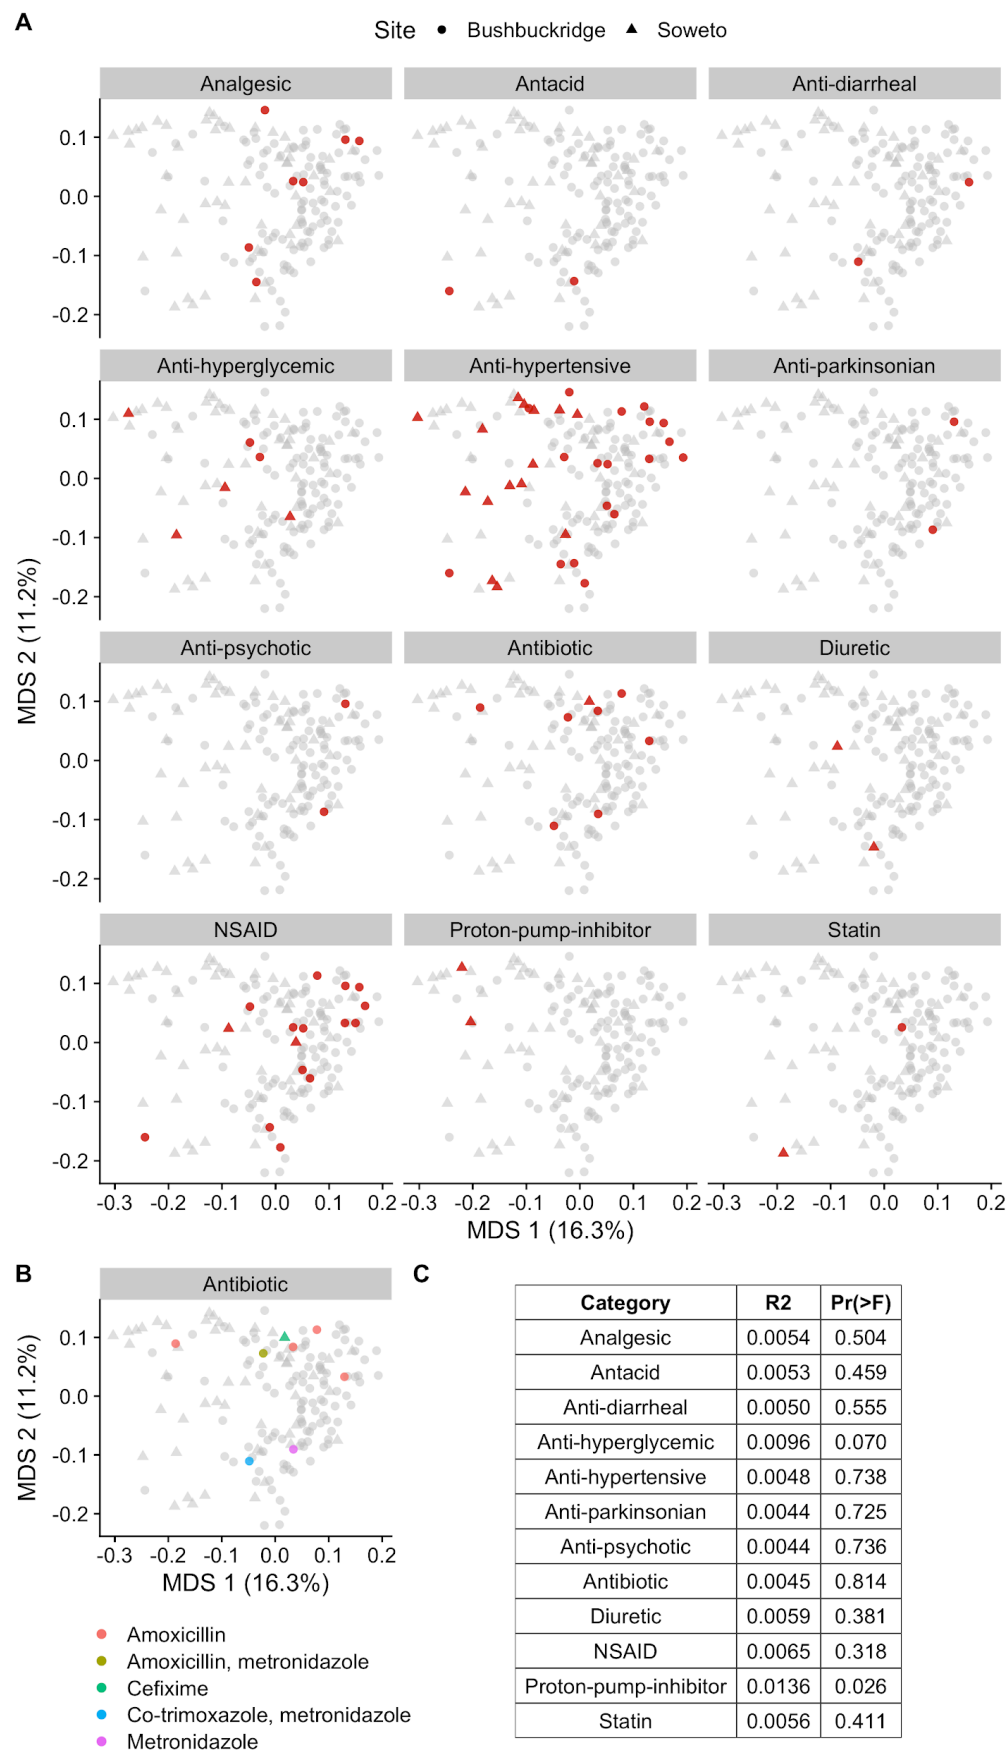 A
Site Bushbuckridge Soweto
Analgesic Antacid Anti-diarrheal
0.1
0.0
-0.1
-0.2
Anti-hyperglycemic Anti-hypertensive Anti-parkinsonian
0.1
0.0
-0.1
-0.2
MDS 2 (11.2%)
Anti-psychotic Antibiotic Diuretic
0.1
0.0
-0.1
-0.2
NSAID Proton-pump-inhibitor Statin
0.1
0.0
-0.1
-0.2
-0.3 -0.2 -0.1 0.0 0.1 0.2 -0.3 -0.2 -0.1 0.0 0.1 0.2 -0.3 -0.2 -0.1 0.0 0.1 0.2
MDS 1 (16.3%)
B
Antibiotic
0.1
0.0
-0.1
-0.2
MDS 2 (11.2%)
-0.3 -0.2 -0.1 0.0 0.1 0.2
MDS 1 (16.3%)
Amoxicillin
Amoxicillin, metronidazole
Cefixime
Co-trimoxazole, metronidazole
Metronidazole
C
Category R2 Pr(>F)
Analgesic 0.0054 0.504
Antacid 0.0053 0.459
Anti-diarrheal 0.0050 0.555
Anti-hyperglycemic 0.0096 0.070
Anti-hypertensive 0.0048 0.738
Anti-parkinsonian 0.0044 0.725
Anti-psychotic 0.0044 0.736
Antibiotic 0.0045 0.814
Diuretic 0.0059 0.381
NSAID 0.0065 0.318
Proton-pump-inhibitor 0.0136 0.026
Statin 0.0056 0.411